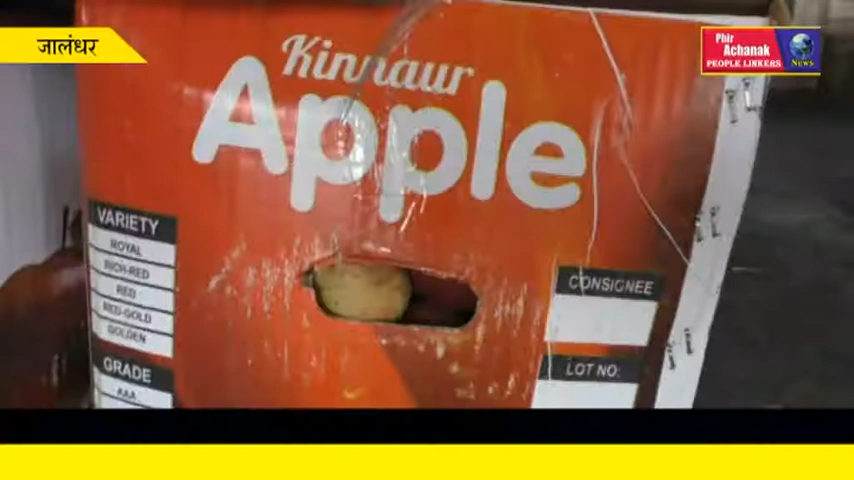 जालंधर
Phir
Achanak
PEOPLE LINKERS
News
Kinnaur
Apple
VARIETY
ROYAL
RICH-RED
RED
RED-GOLD
GOLDEN
GRADE
AAA
CONSIGNEE
LOT NO: